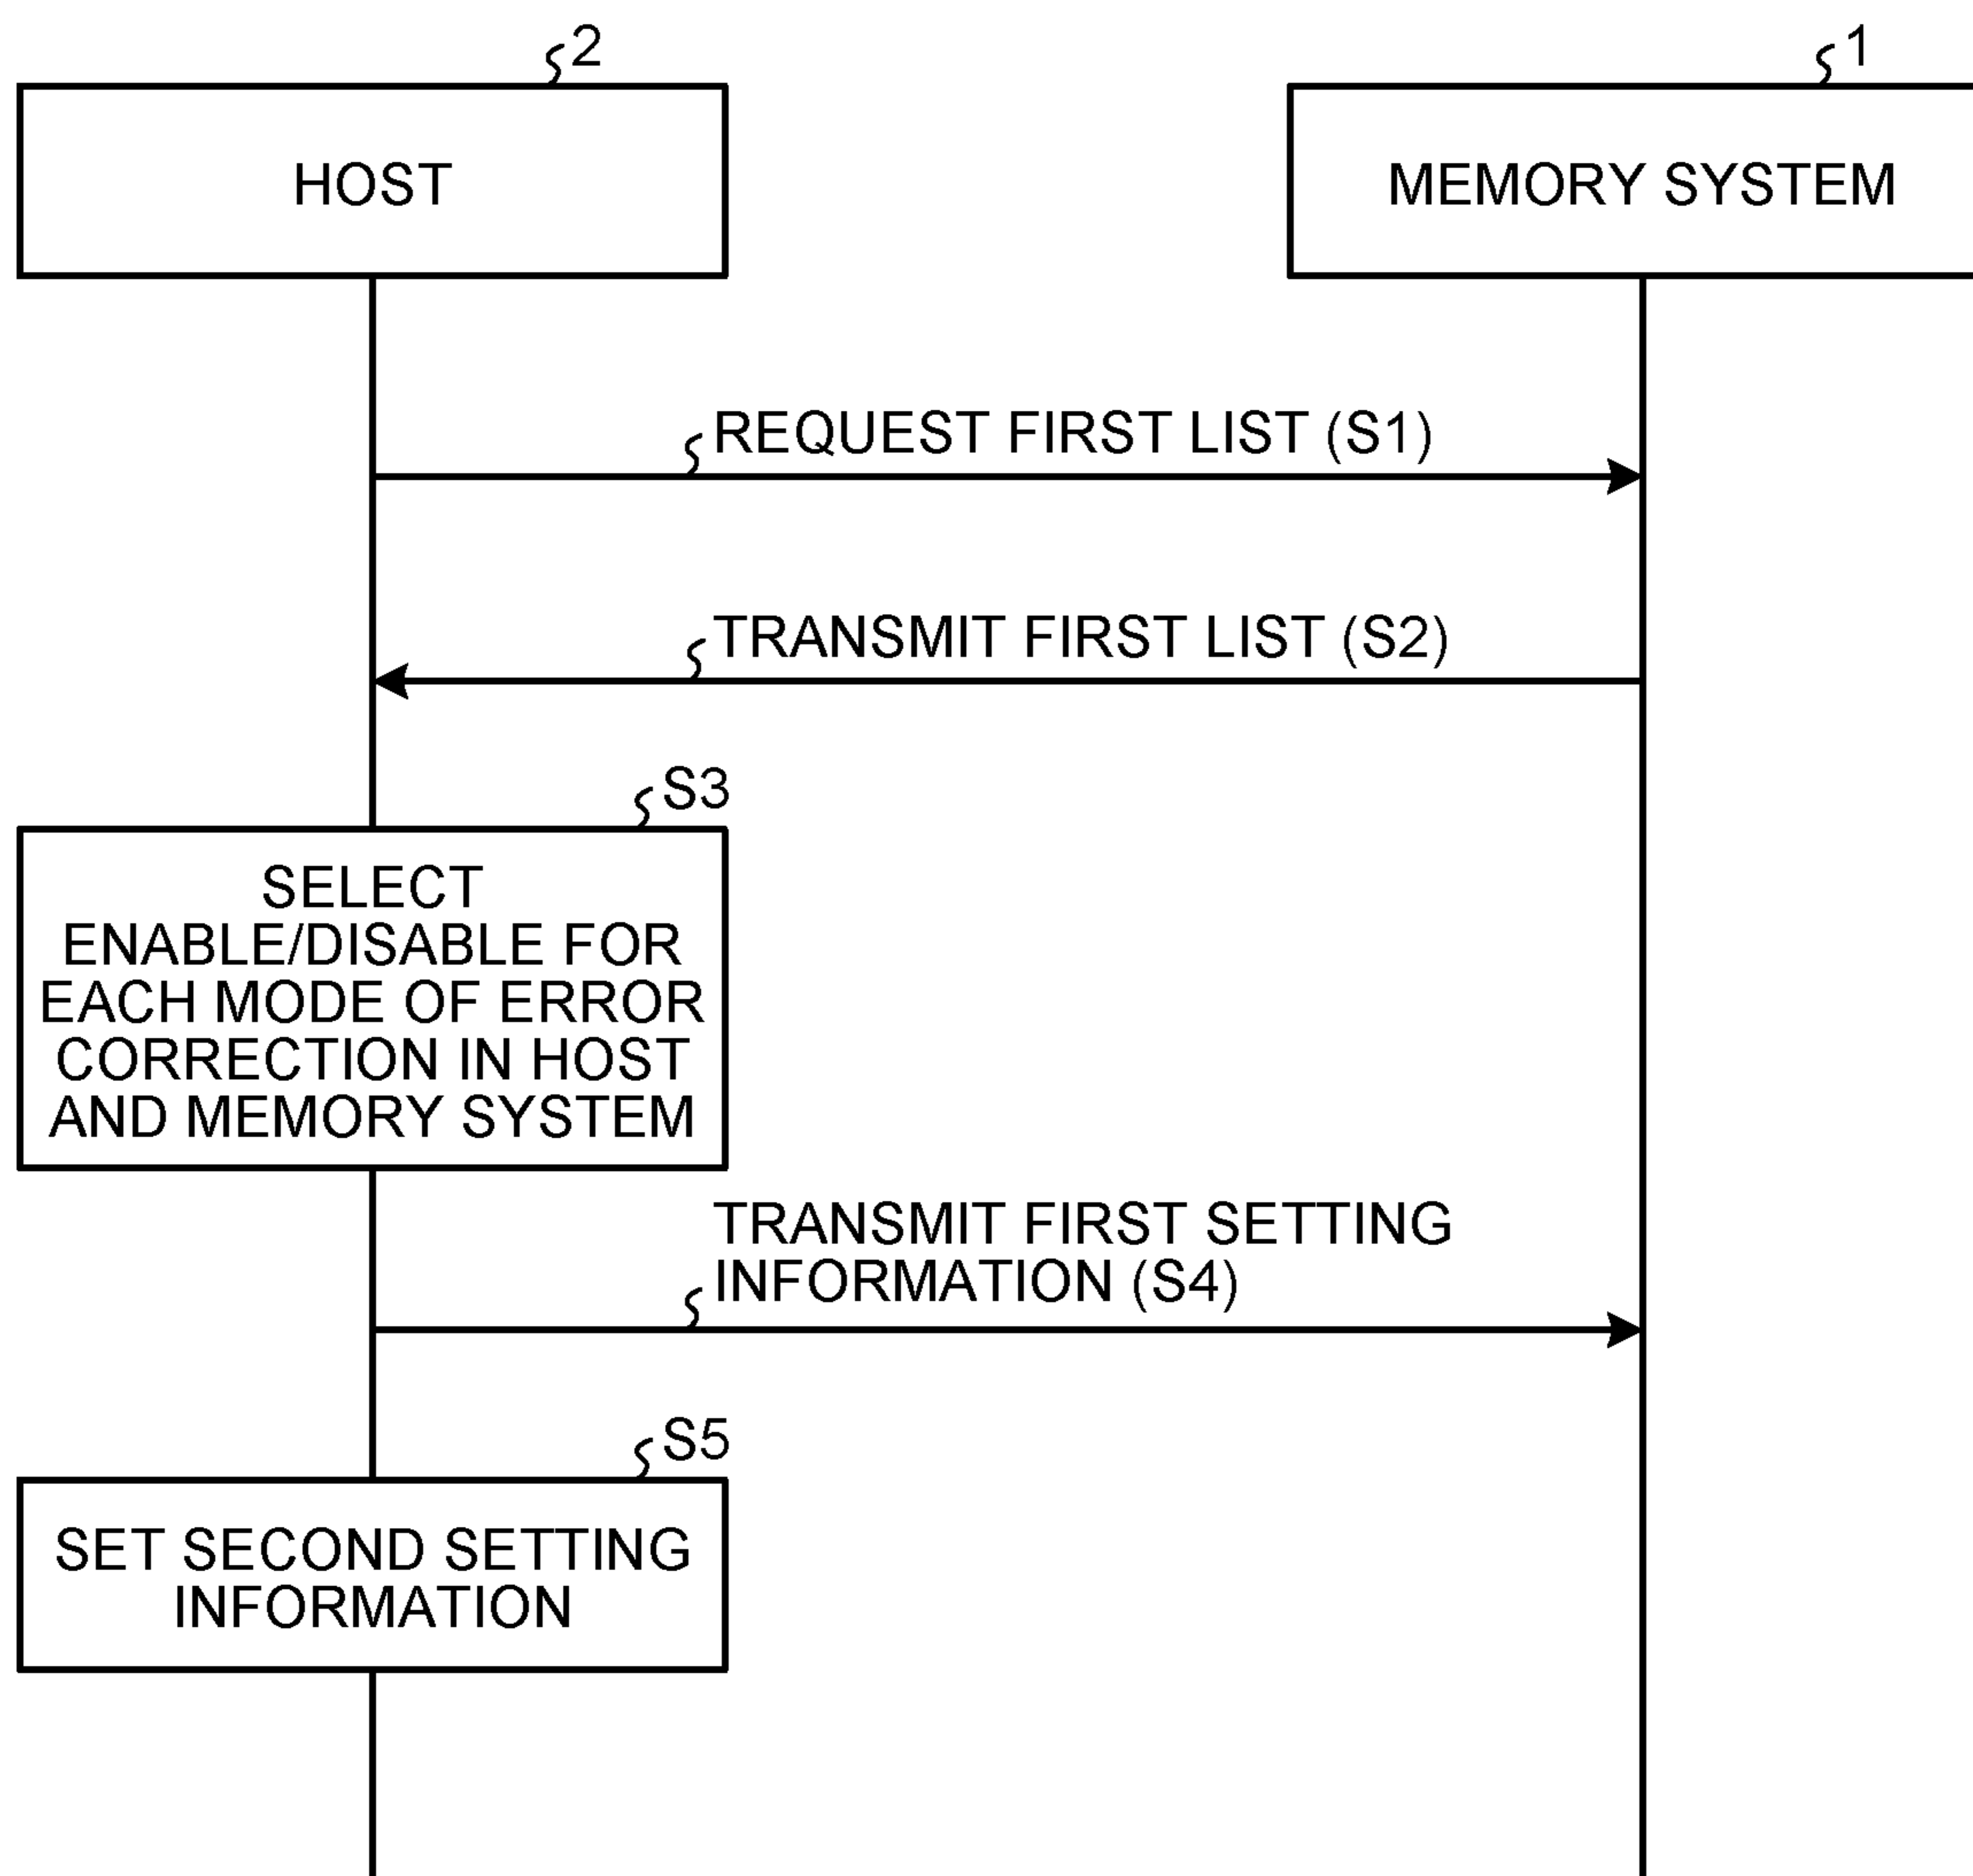 2
1
HOST
MEMORY SYSTEM
REQUEST FIRST LIST (S1)
TRANSMIT FIRST LIST (S2)
S3
SELECT
ENABLE/DISABLE FOR
EACH MODE OF ERROR
CORRECTION IN HOST
AND MEMORY SYSTEM
TRANSMIT FIRST SETTING
INFORMATION (S4)
S5
SET SECOND SETTING
INFORMATION